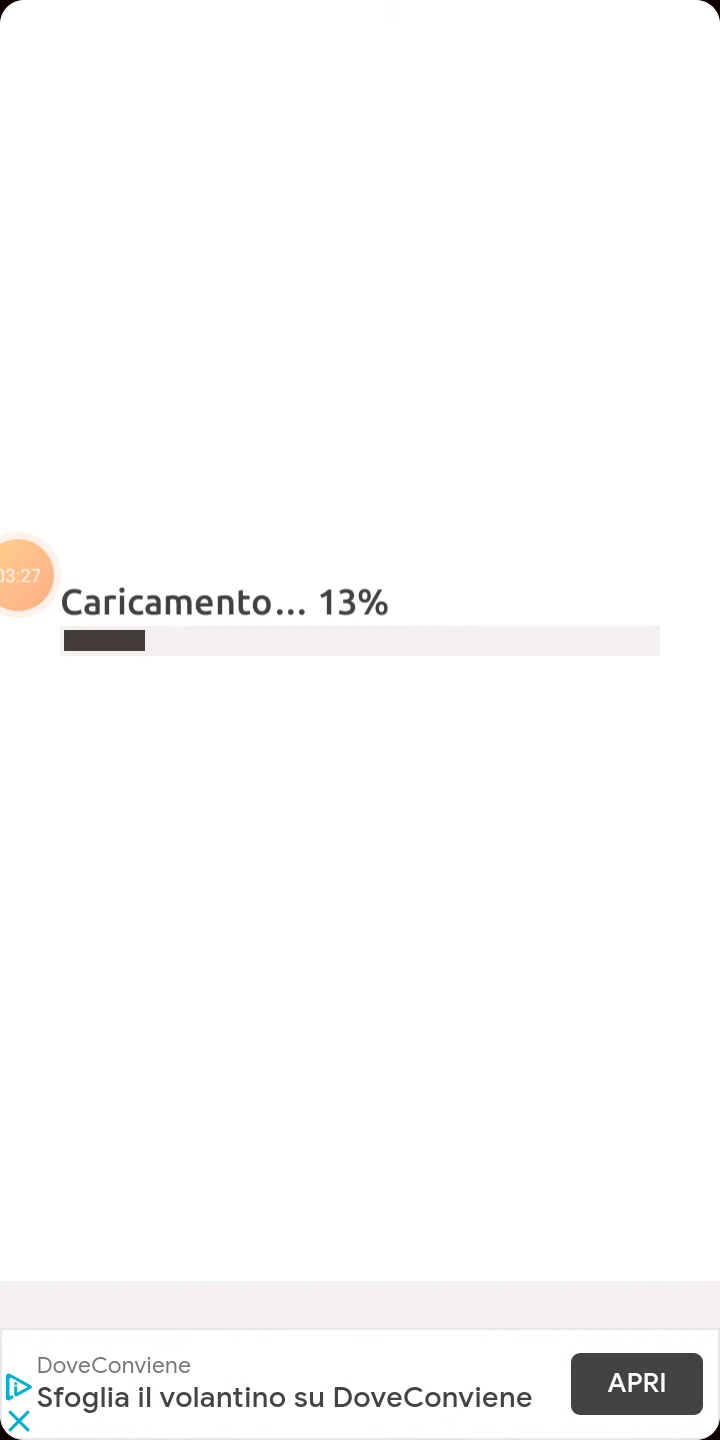 03:27
Caricamento... 13%
DoveConviene
Sfoglia il volantino su DoveConviene
APRI